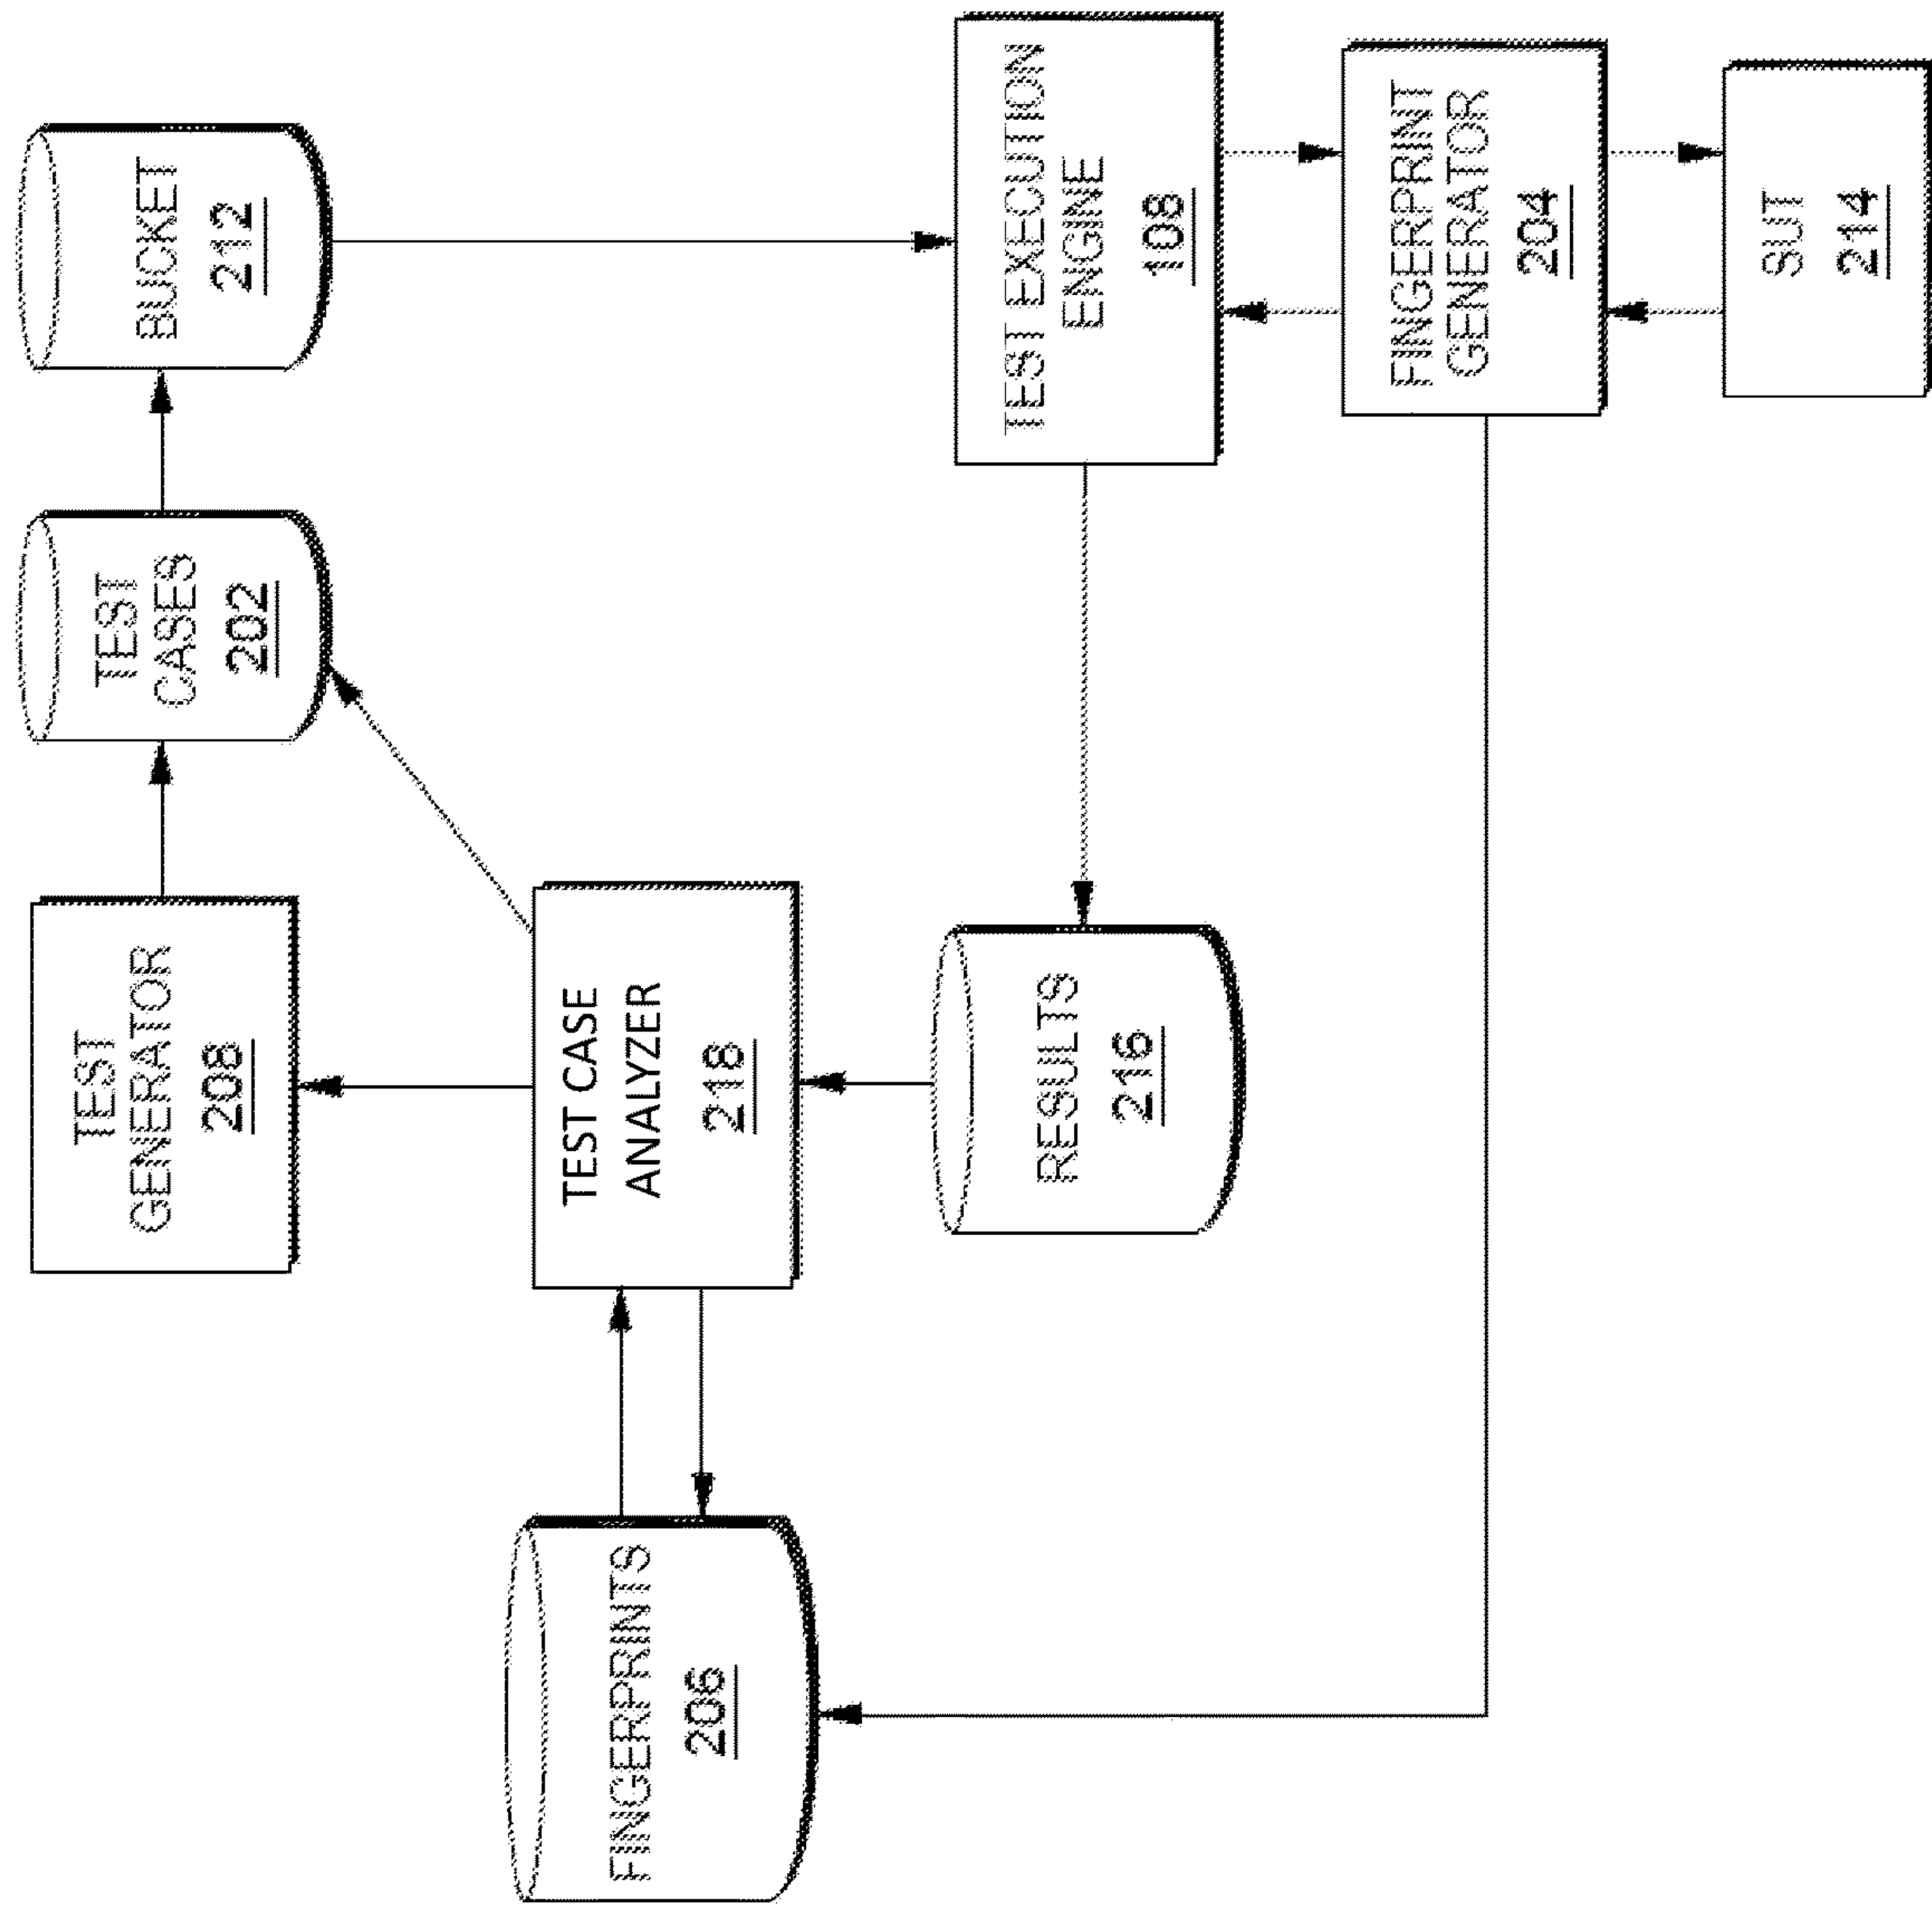 TEST
GENERATOR
208
TEST
CASES
202
BUCKET
212
TEST CASE
ANALYZER
218
FINGERPRINTS
206
RESULTS
216
TEST EXECUTION
ENGINE
108
FINGERPRINT
GENERATOR
204
SUT
214